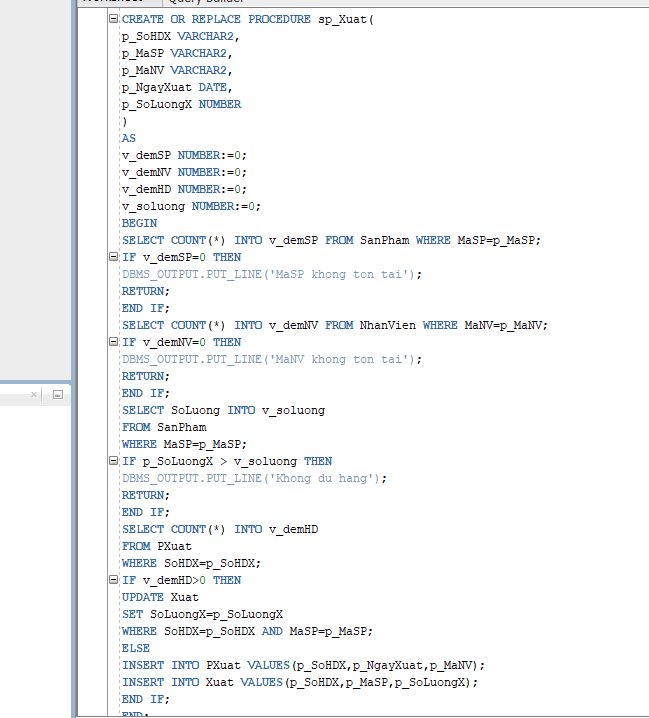 Query Builder
CREATE OR REPLACE PROCEDURE sp_Xuat(
p_SoHDX VARCHAR2,
p_MaSP VARCHAR2,
p_MaNV VARCHAR2,
p_NgayXuat DATE,
p_SoLuongX NUMBER
)
AS
v_demSP NUMBER:=0;
v_demNV NUMBER:=0;
v_demHD NUMBER:=0;
v_soluong NUMBER:=0;
BEGIN
SELECT COUNT(*) INTO v_demSP FROM SanPham WHERE MaSP=p_MaSP;
IF v_demSP=0 THEN
DBMS_OUTPUT.PUT_LINE('MaSP khong ton tai');
RETURN;
END IF;
SELECT COUNT(*) INTO v_demNV FROM NhanVien WHERE MaNV=p_MaNV;
IF v_demNV=0 THEN
DBMS_OUTPUT.PUT_LINE('MaNV khong ton tai');
RETURN;
END IF;
SELECT SoLuong INTO v_soluong
FROM SanPham
WHERE MaSP=p_MaSP;
IF p_SoLuongX > v_soluong THEN
DBMS_OUTPUT.PUT_LINE('Khong du hang');
RETURN;
END IF;
SELECT COUNT(*) INTO v_demHD
FROM PXuat
WHERE SoHDX=p_SoHDX;
IF v_demHD>0 THEN
UPDATE Xuat
SET SoLuongX=p_SoLuongX
WHERE SoHDX=p_SoHDX AND MaSP=p_MaSP;
ELSE
INSERT INTO PXuat VALUES(p_SoHDX,p_NgayXuat,p_MaNV);
INSERT INTO Xuat VALUES(p_SoHDX,p_MaSP,p_SoLuongX);
END IF;
END;